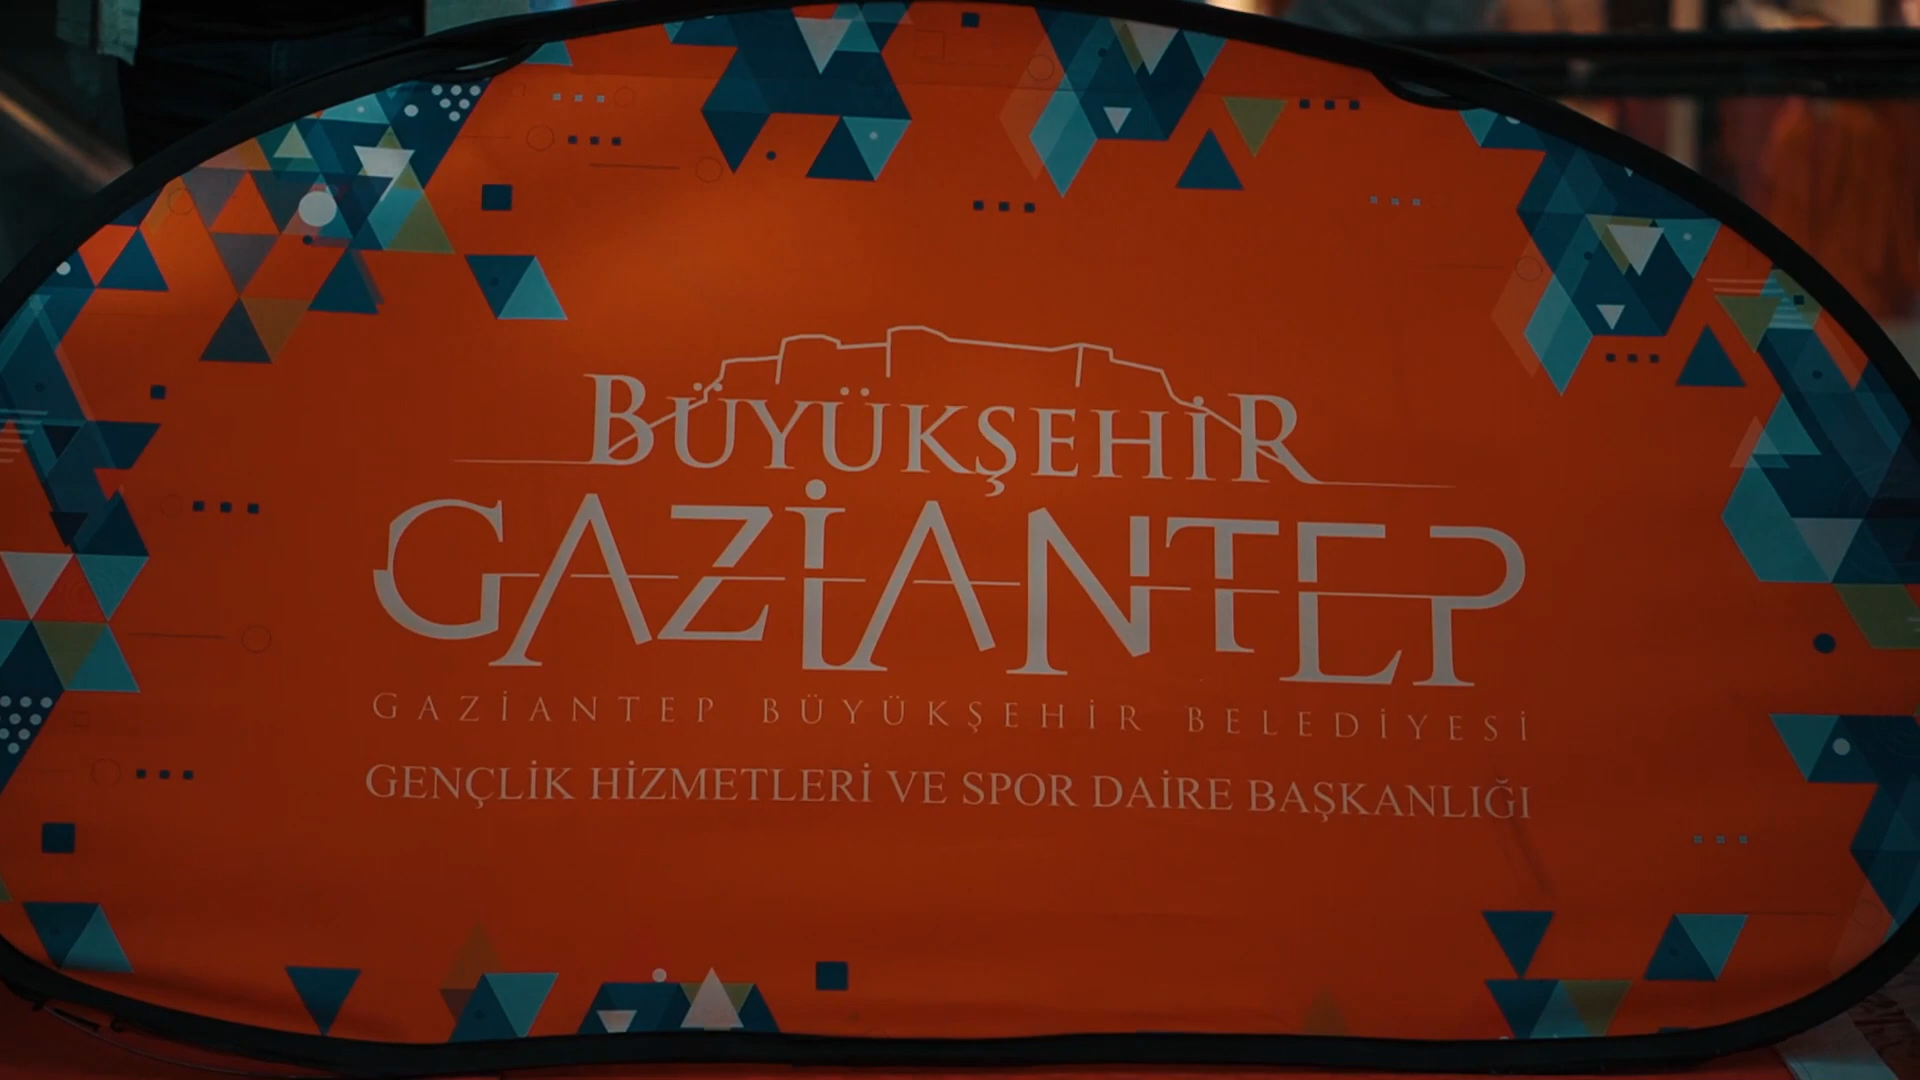 BÜYÜKŞEHİR
GAZİANTEP
GAZİANTEP BÜYÜKŞEHİR BELEDİYESİ
GENÇLİK HİZMETLERİ VE SPOR DAİRE BAŞKANLIĞI